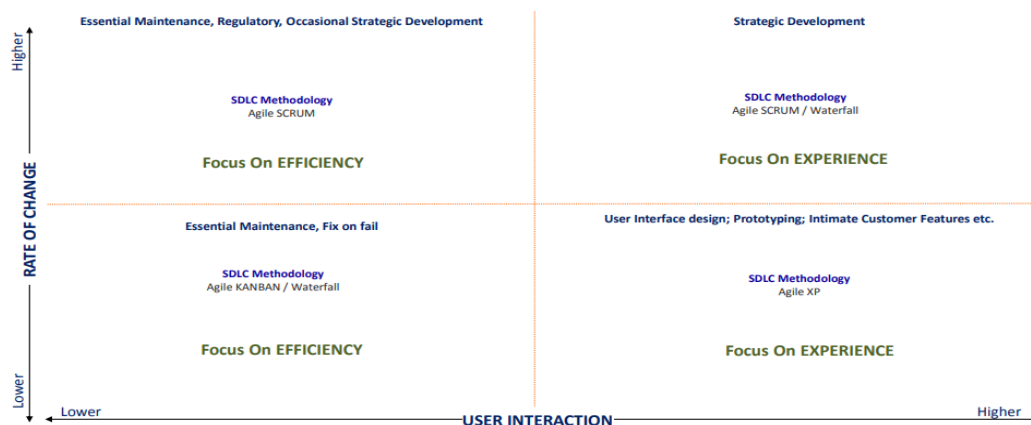 Essential Maintenance, Regulatory, Occasional Strategic Development
Strategic Development
Higher
SDLC Methodology
Agile SCRUM
SDLC Methodology
Agile SCRUM / Waterfall
Focus On EFFICIENCY
Focus On EXPERIENCE
RATE OF CHANGE
Essential Maintenance, Fix on fail
User Interface design; Prototyping; Intimate Customer Features etc.
SDLC Methodology
Agile KANBAN / Waterfall
SDLC Methodology
Agile XP
Focus On EFFICIENCY
Focus On EXPERIENCE
Lower
Lower
USER INTERACTION
Higher